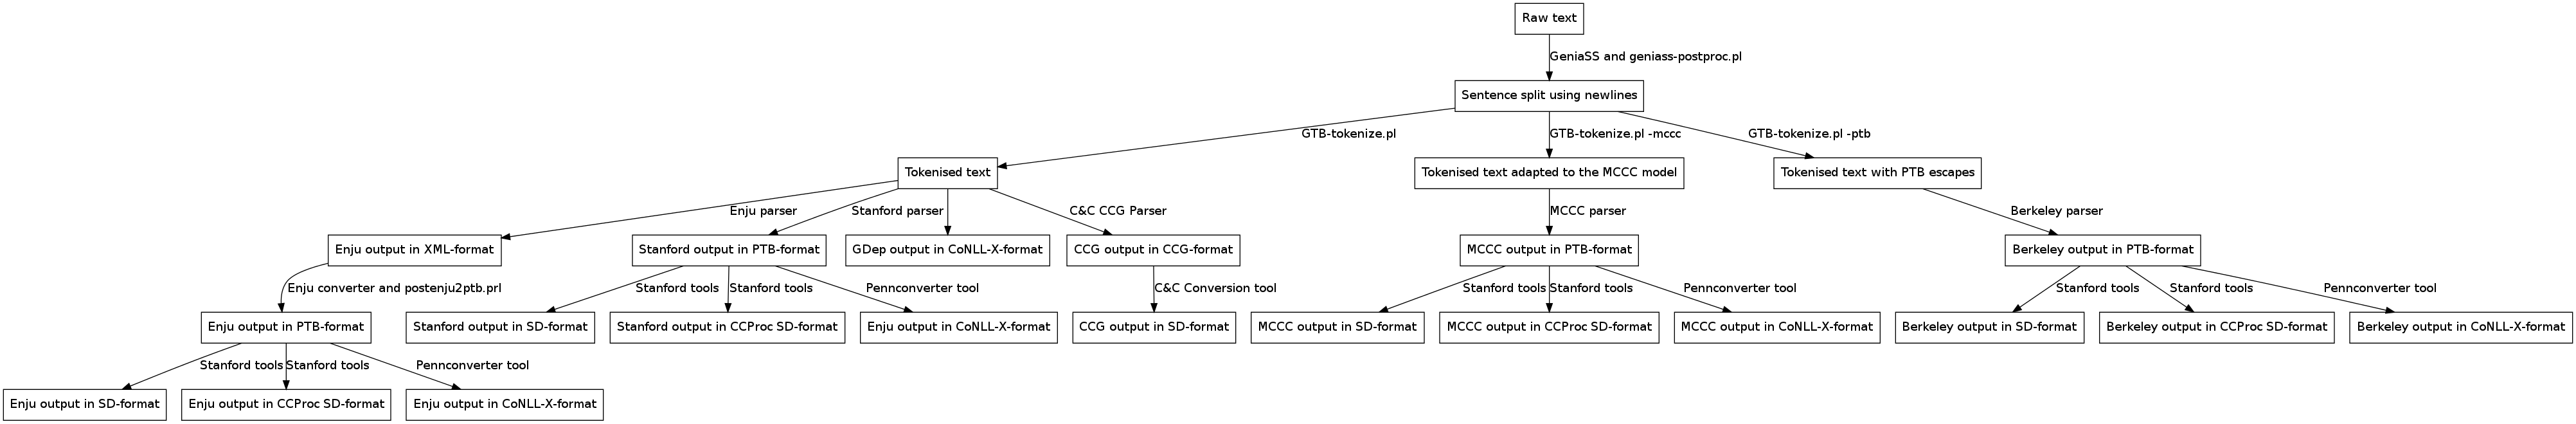 Raw text
GeniaSS and geniass-postproc.pl
Sentence split using newlines
GTB-tokenize.pl
GTB-tokenize.pl -mccc
GTB-tokenize.pl -ptb
Tokenised text
Tokenised text adapted to the MCCC model
Tokenised text with PTB escapes
Enju parser
Stanford parser
C&C CCG Parser
MCCC parser
Berkeley parser
Enju output in XML-format
Stanford output in PTB-format
GDep output in CoNLL-X-format
CCG output in CCG-format
MCCC output in PTB-format
Berkeley output in PTB-format
Enju converter and postenju2ptb.prl
Stanford tools
Stanford tools
Pennconverter tool
C&C Conversion tool
Stanford tools
Stanford tools
Pennconverter tool
Stanford tools
Stanford tools
Pennconverter tool
Enju output in PTB-format
Stanford output in SD-format
Stanford output in CCProc SD-format
Enju output in CoNLL-X-format
CCG output in SD-format
MCCC output in SD-format
MCCC output in CCProc SD-format
MCCC output in CoNLL-X-format
Berkeley output in SD-format
Berkeley output in CCProc SD-format
Berkeley output in CoNLL-X-format
Stanford tools
Stanford tools
Pennconverter tool
Enju output in SD-format
Enju output in CCProc SD-format
Enju output in CoNLL-X-format